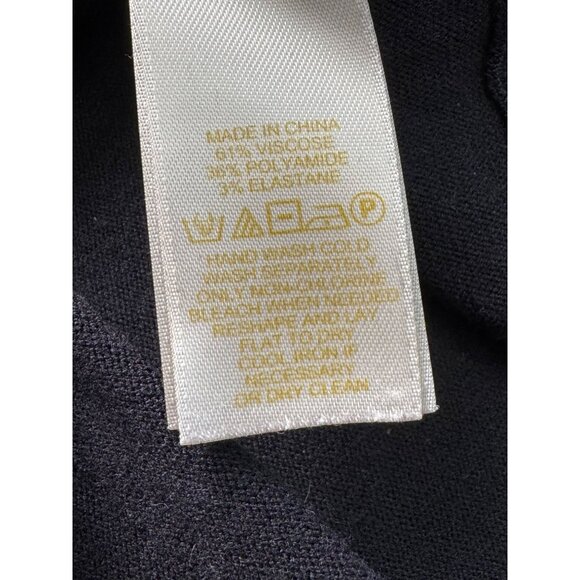 MADE IN CHINA
61% VISCOSE
36% POLYAMIDE
3% ELASTANE
P
HAND WASH COLD
WASH SEPARATELY
ONLY NON-CHLORINE
BLEACH WHEN NEEDED
RESHAPE AND LAY
FLAT TO DRY
COOL IRON IF
NECESSARY
OR DRY CLEAN